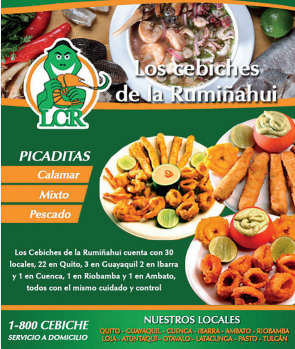 Los cebiches
de la Rumiñahui
LCR
PICADITAS
Calamar
Mixto
Pescado
Los Cebiches de la Rumiñahui cuenta con 30
locales, 22 en Quito, 3 en Guayaquil 2 en Ibarra
y 1 en Cuenca, 1 en Riobamba y 1 en Ambato,
todos con el mismo cuidado y control
1-800 CEBICHE
SERVICIO A DOMICILIO
NUESTROS LOCALES
QUITO - GUAYAQUIL - CUENCA - IBARRA - AMBATO - RIOBAMBA
LOJA - ATUNTAQUI - OTAVALO - LATACUNGA - PASTO - TULCÁN